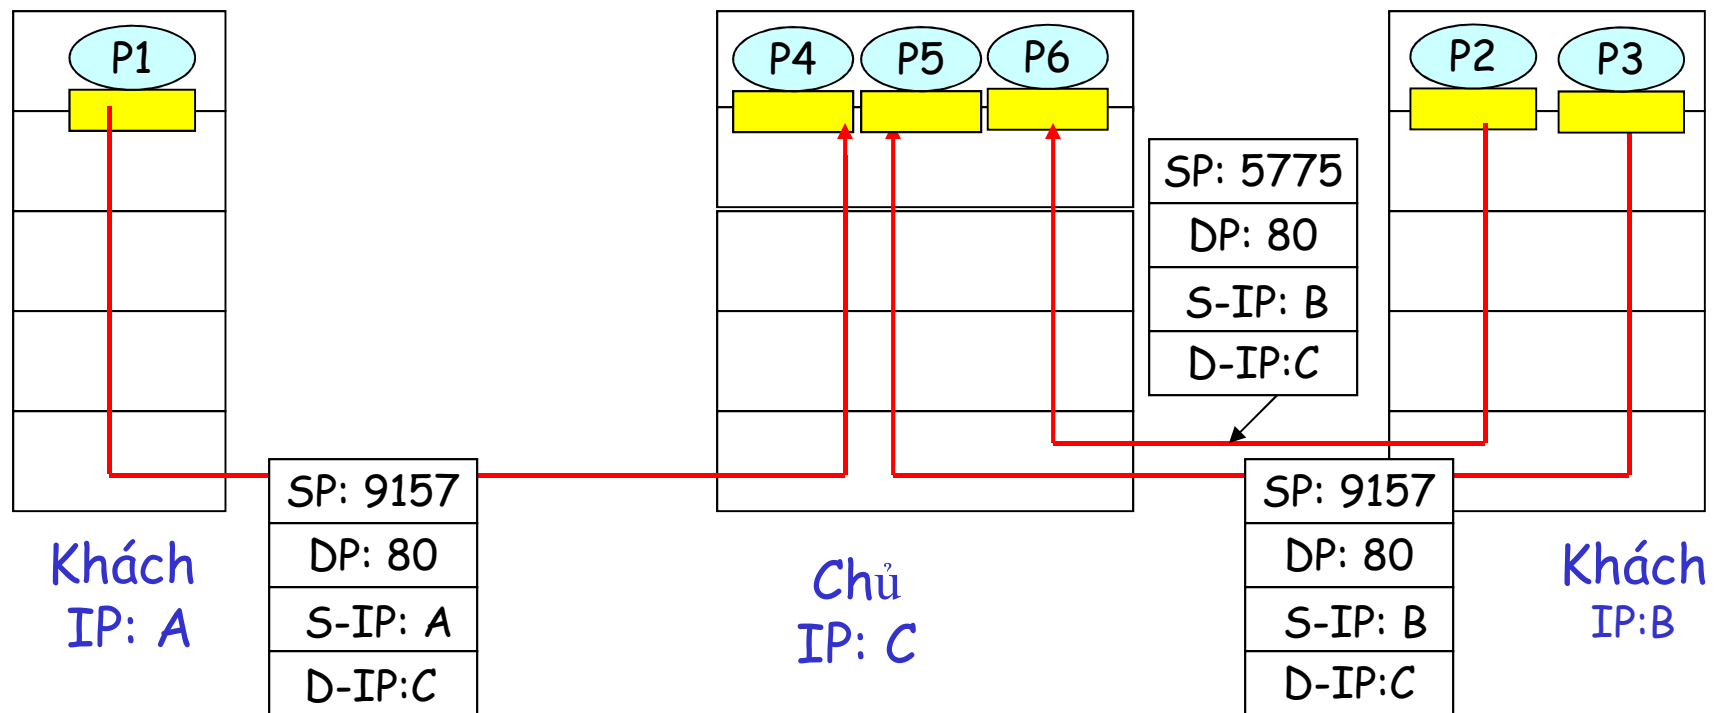 P1
P4
P5
P6
P2
P3
SP: 5775
DP: 80
S-IP: B
D-IP:C
SP: 9157
DP: 80
S-IP: A
D-IP:C
SP: 9157
DP: 80
S-IP: B
D-IP:C
Khách
IP: A
Chủ
IP: C
Khách
IP:B